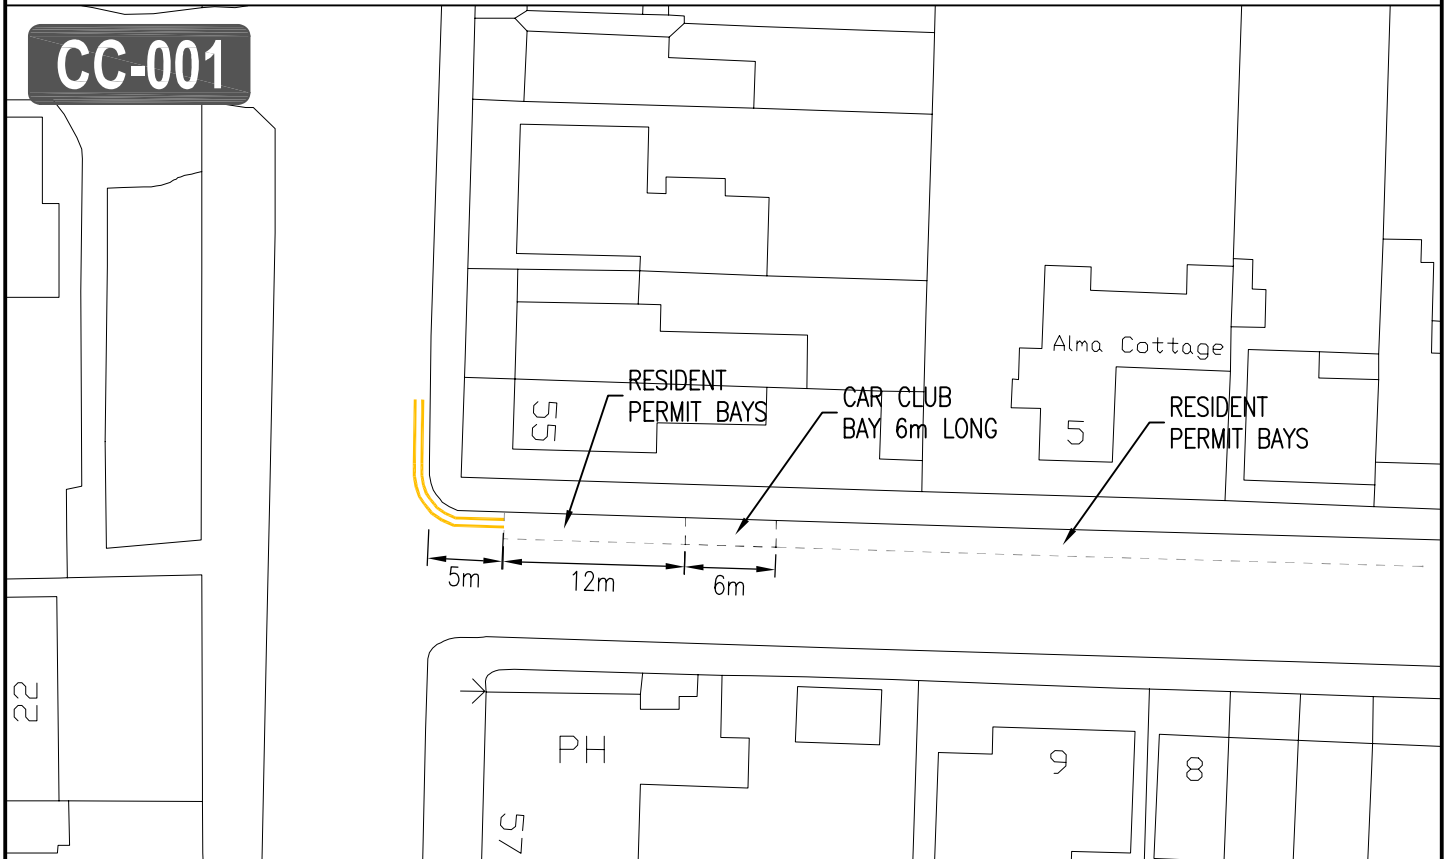 CC-001
Alma Cottage
RESIDENT
PERMIT BAYS
CAR CLUB
BAY 6m LONG
RESIDENT
PERMIT BAYS
55
5
5m
12m
6m
22
PH
9
8
57